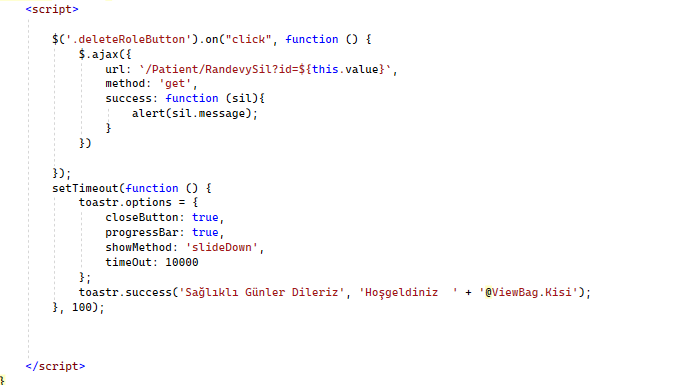 <script>
$('.deleteRoleButton').on("click", function () {
$.ajax({
url: `/Patient/RandevySil?id=${this.value}`,
method: 'get',
success: function (sil){
alert(sil.message);
}
})
});
setTimeout(function () {
toastr.options = {
closeButton: true,
progressBar: true,
showMethod: 'slideDown',
timeOut: 10000
};
toastr.success('Sağlıklı Günler Dileriz', 'Hoşgeldiniz  ' + '@ViewBag.Kisi');
}, 100);
</script>
}